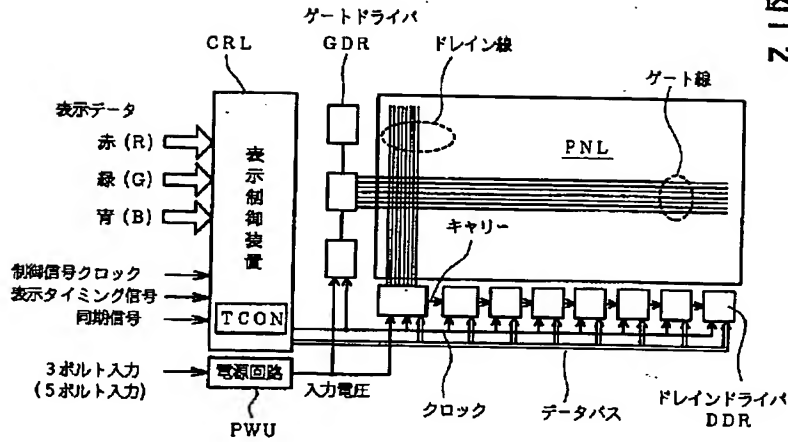 図12
ゲートドライバ
GDR
CRL
ドレイン線
ゲート線
表示データ
赤 (R)
緑 (G)
青 (B)
表示制御装置
PNL
キャリー
制御信号クロック
表示タイミング信号
同期信号
TCON
3ボルト入力
(5ボルト入力)
電源回路
入力電圧
クロック
データバス
ドレインドライバ
DDR
PWU